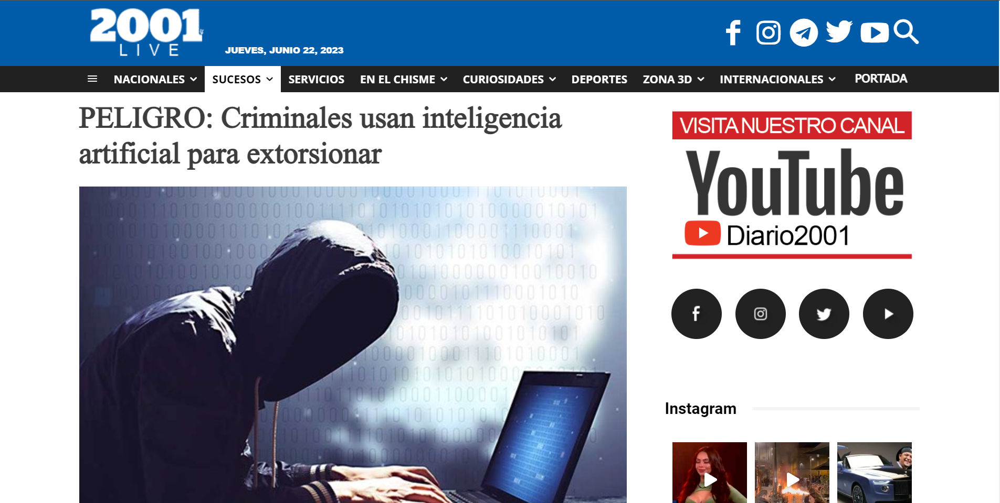 2001
LIVE
JUEVES, JUNIO 22, 2023
NACIONALES
SUCESOS
SERVICIOS
EN EL CHISME
CURIOSIDADES
DEPORTES
ZONA 3D
INTERNACIONALES
PORTADA
PELIGRO: Criminales usan inteligencia
artificial para extorsionar
VISITA NUESTRO CANAL
YouTube
Diario2001
Instagram